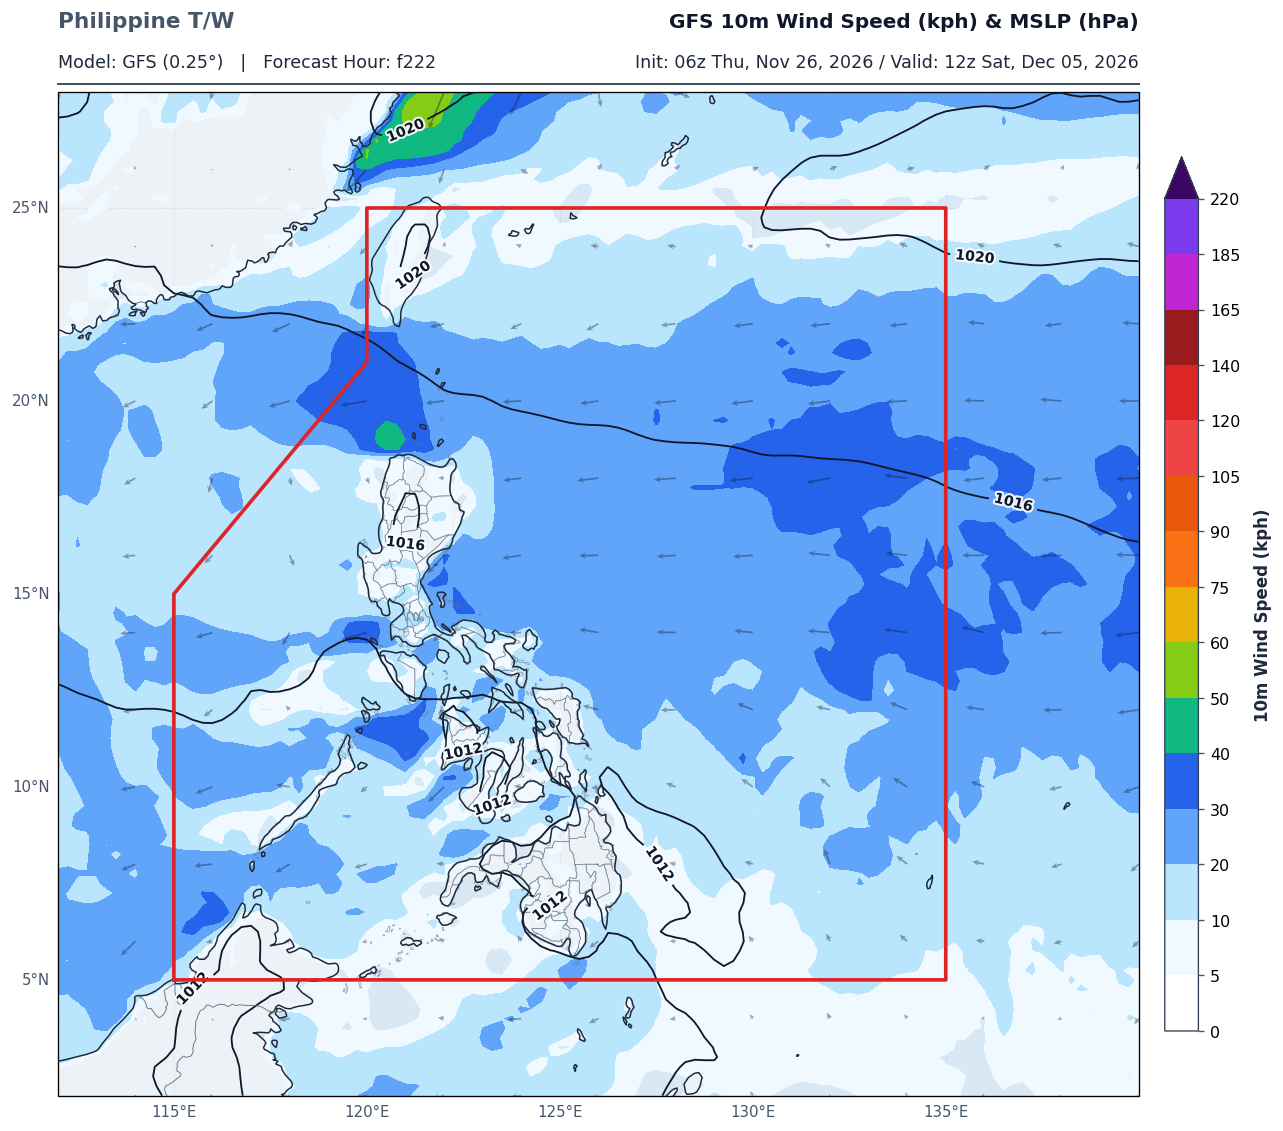 Philippine T/W
GFS 10m Wind Speed (kph) & MSLP (hPa)
Model: GFS (0.25°) | Forecast Hour: f222
Init: 06z Thu, Nov 26, 2026 / Valid: 12z Sat, Dec 05, 2026
1020
25°N
1020
1020
20°N
1016
1016
15°N
1012
1012
10°N
1012
1012
5°N
1012
115°E
120°E
125°E
130°E
135°E
220
185
165
140
120
105
90
75
60
50
40
30
20
10
5
0
10m Wind Speed (kph)